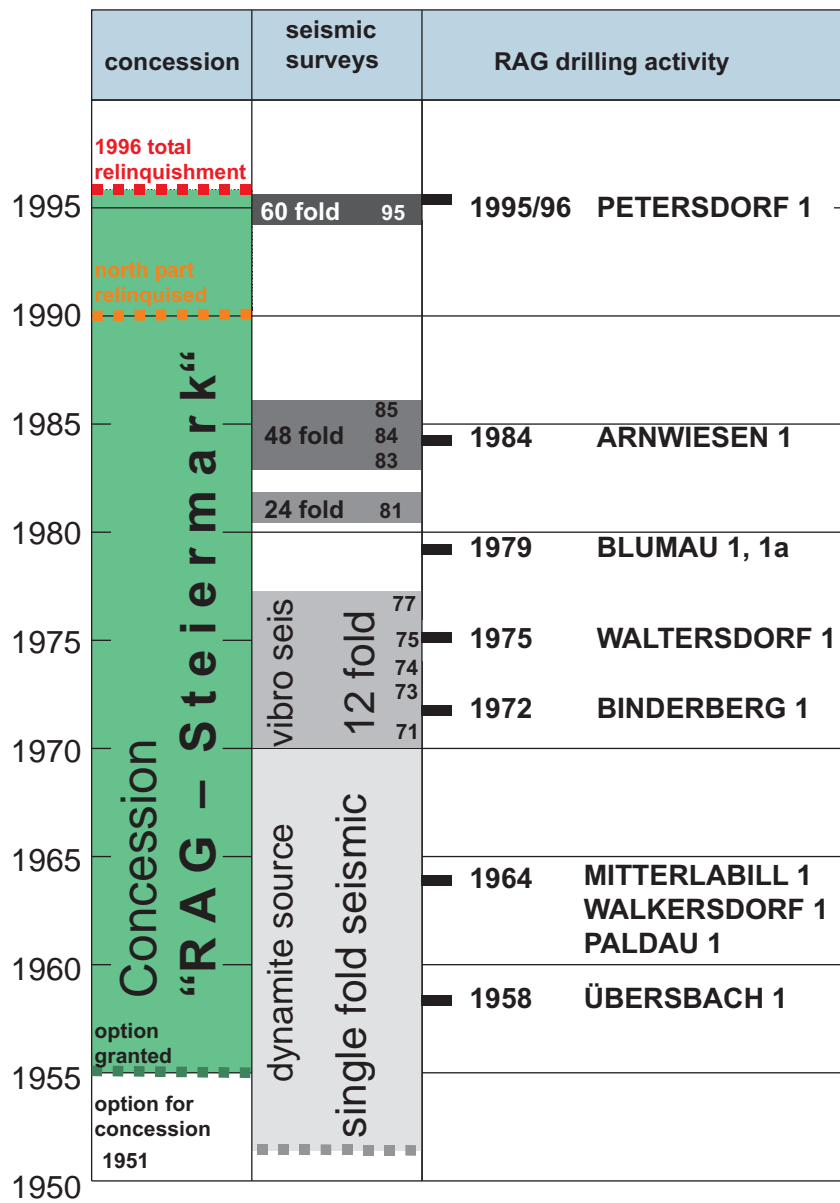 concession
seismic
surveys
RAG drilling activity
1996 total
relinquishment
1995
60 fold 95
1995/96 PETERSDORF 1
north part
relinquised
1990
1985
48 fold
85
84
83
1984 ARNWIESEN 1
24 fold 81
1980
1979 BLUMAU 1, 1a
Concession
“RAG – Steiermark“
vibro seis
12 fold
77
75
74
73
71
1975
1975 WALTERSDORF 1
1972 BINDERBERG 1
1970
dynamite source
single fold seismic
1965
1964 MITTERLABILL 1
WALKERSDORF 1
PALDAU 1
1960
1958 ÜBERSBACH 1
option
granted
1955
option for
concession
1951
1950